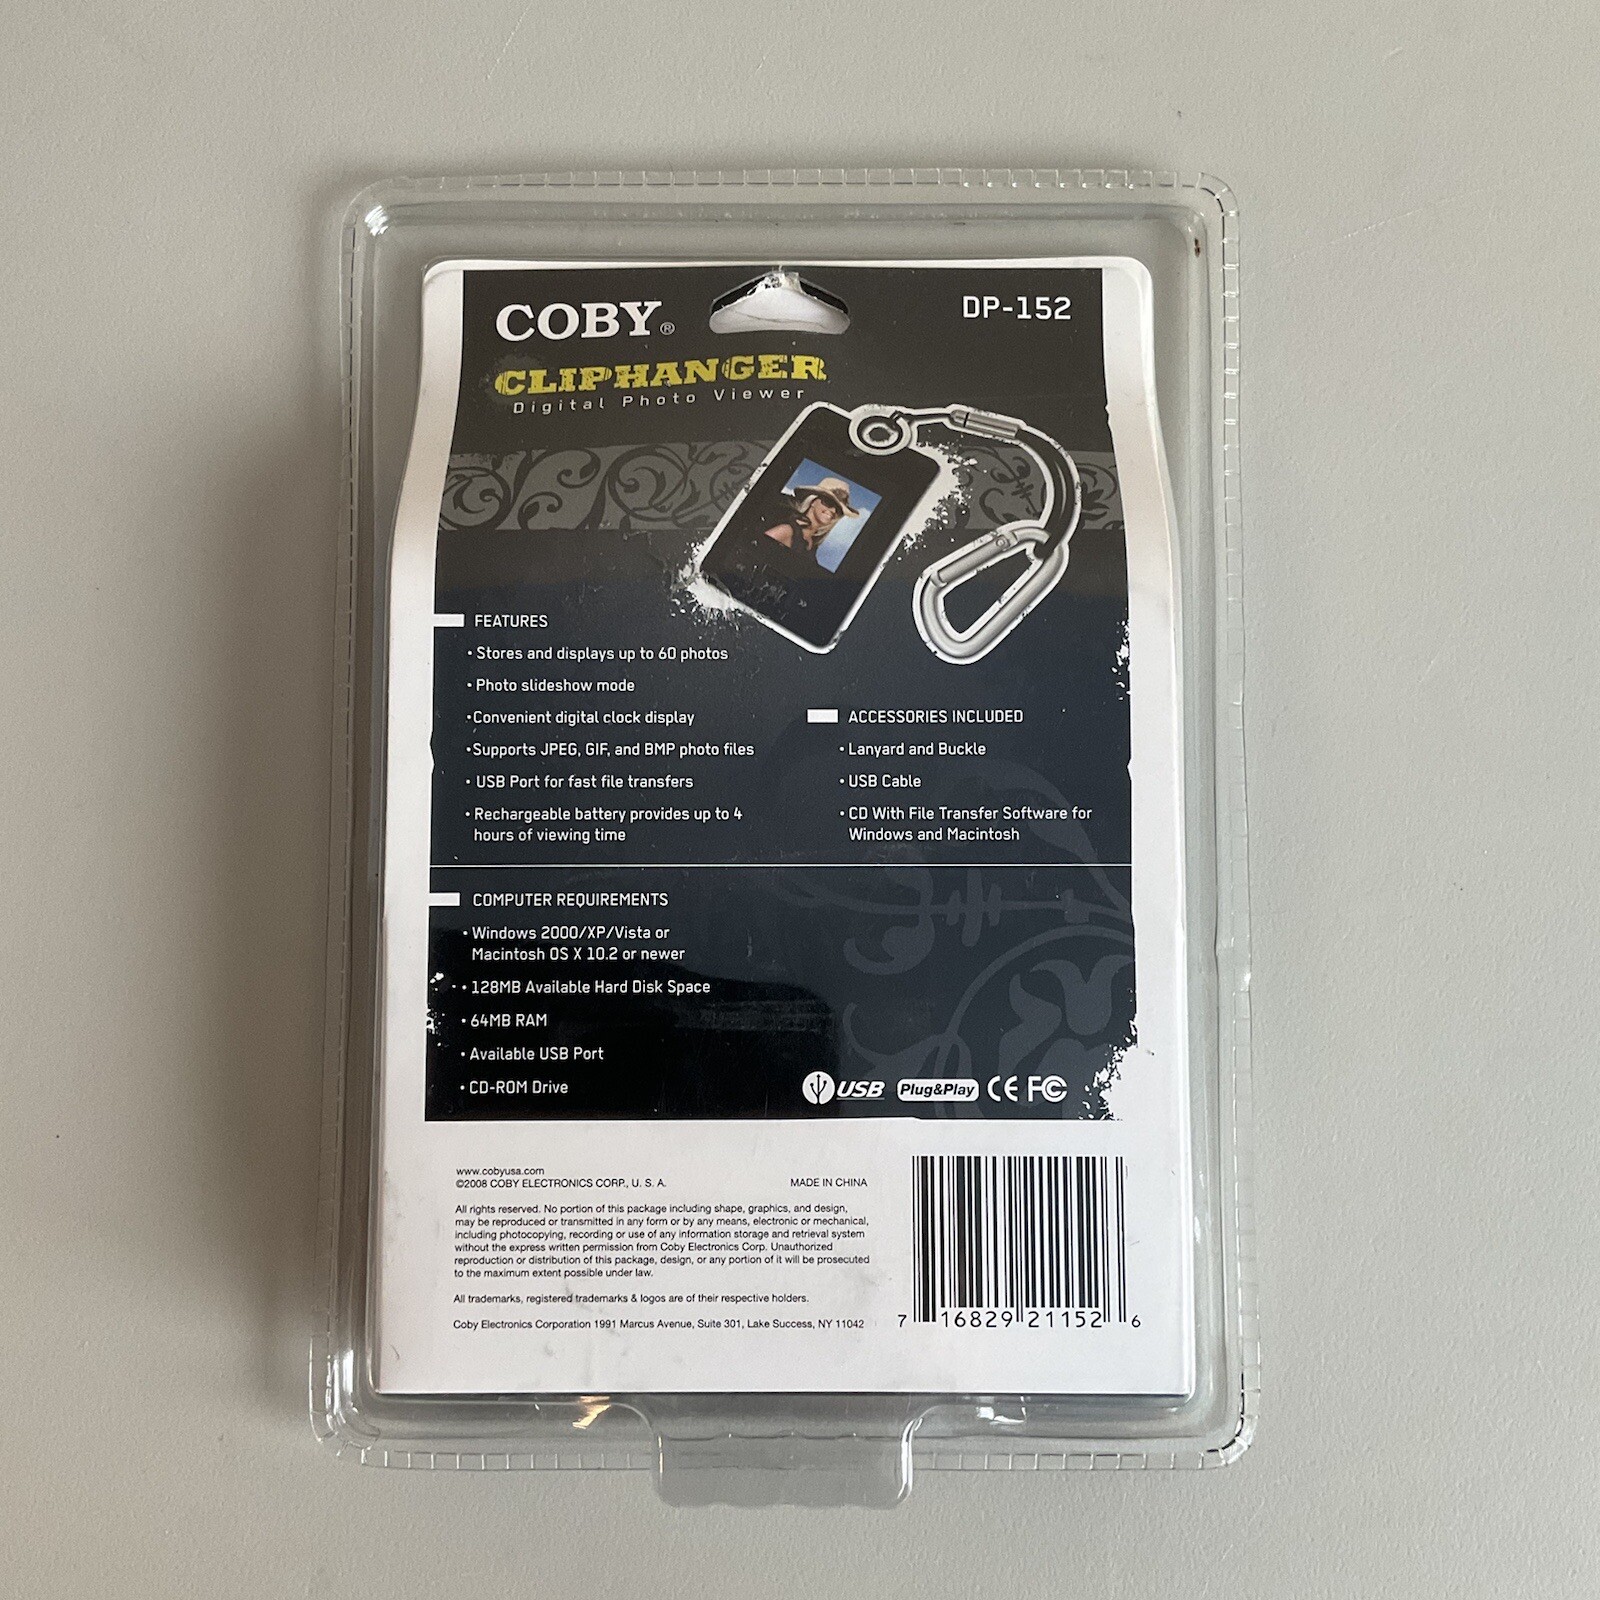 COBY®
DP-152
CLIPHANGER
Digital Photo Viewer
FEATURES
• Stores and displays up to 60 photos
• Photo slideshow mode
•Convenient digital clock display
•Supports JPEG, GIF, and BMP photo files
• USB Port for fast file transfers
• Rechargeable battery provides up to 4
hours of viewing time
ACCESSORIES INCLUDED
• Lanyard and Buckle
• USB Cable
• CD With File Transfer Software for
Windows and Macintosh
COMPUTER REQUIREMENTS
• Windows 2000/XP/Vista or
Macintosh OS X 10.2 or newer
• 128MB Available Hard Disk Space
• 64MB RAM
• Available USB Port
• CD-ROM Drive
USB Plug&Play CE FC
www.cobyusa.com
©2008 COBY ELECTRONICS CORP., U. S. A.
MADE IN CHINA
All rights reserved. No portion of this package including shape, graphics, and design,
may be reproduced or transmitted in any form or by any means, electronic or mechanical,
including photocopying, recording or use of any information storage and retrieval system
without the express written permission from Coby Electronics Corp. Unauthorized
reproduction or distribution of this package, design, or any portion of it will be prosecuted
to the maximum extent possible under law.
All trademarks, registered trademarks & logos are of their respective holders.
Coby Electronics Corporation 1991 Marcus Avenue, Suite 301, Lake Success, NY 11042
7 16829 21152 6